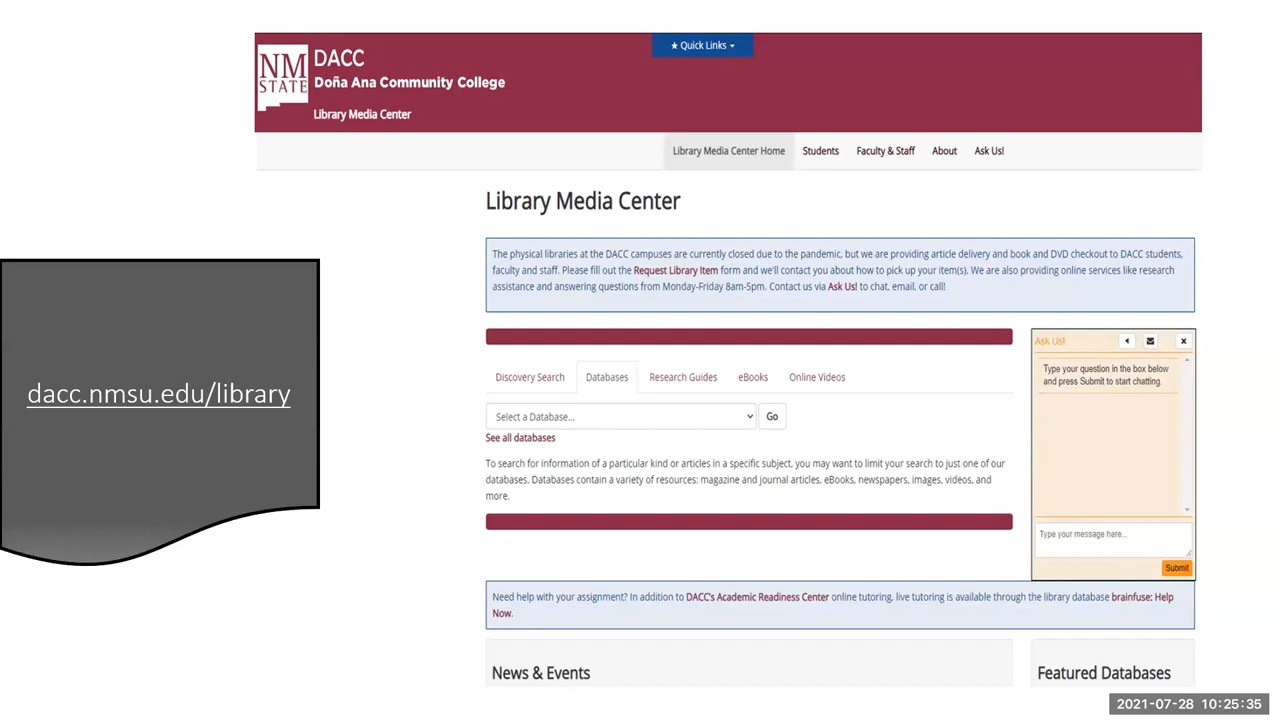 ★ Quick Links
NM
STATE
DACC
Doña Ana Community College
Library Media Center
Library Media Center Home
Students
Faculty & Staff
About
Ask Us!
Library Media Center
The physical libraries at the DACC campuses are currently closed due to the pandemic, but we are providing article delivery and book and DVD checkout to DACC students,
faculty and staff. Please fill out the Request Library Item form and we'll contact you about how to pick up your item(s). We are also providing online services like research
assistance and answering questions from Monday-Friday 8am-5pm. Contact us via Ask Us! to chat, email, or call!
dacc.nmsu.edu/library
Discovery Search
Databases
Research Guides
eBooks
Online Videos
Select a Database...
Go
See all databases
To search for information of a particular kind or articles in a specific subject, you may want to limit your search to just one of our
databases. Databases contain a variety of resources: magazine and journal articles, eBooks, newspapers, images, videos, and
more.
Ask Us!
Type your question in the box below
and press Submit to start chatting.
Type your message here...
Submit
Need help with your assignment? In addition to DACC's Academic Readiness Center online tutoring, live tutoring is available through the library database brainfuse: Help
Now.
News & Events
Featured Databases
2021-07-28 10:25:35